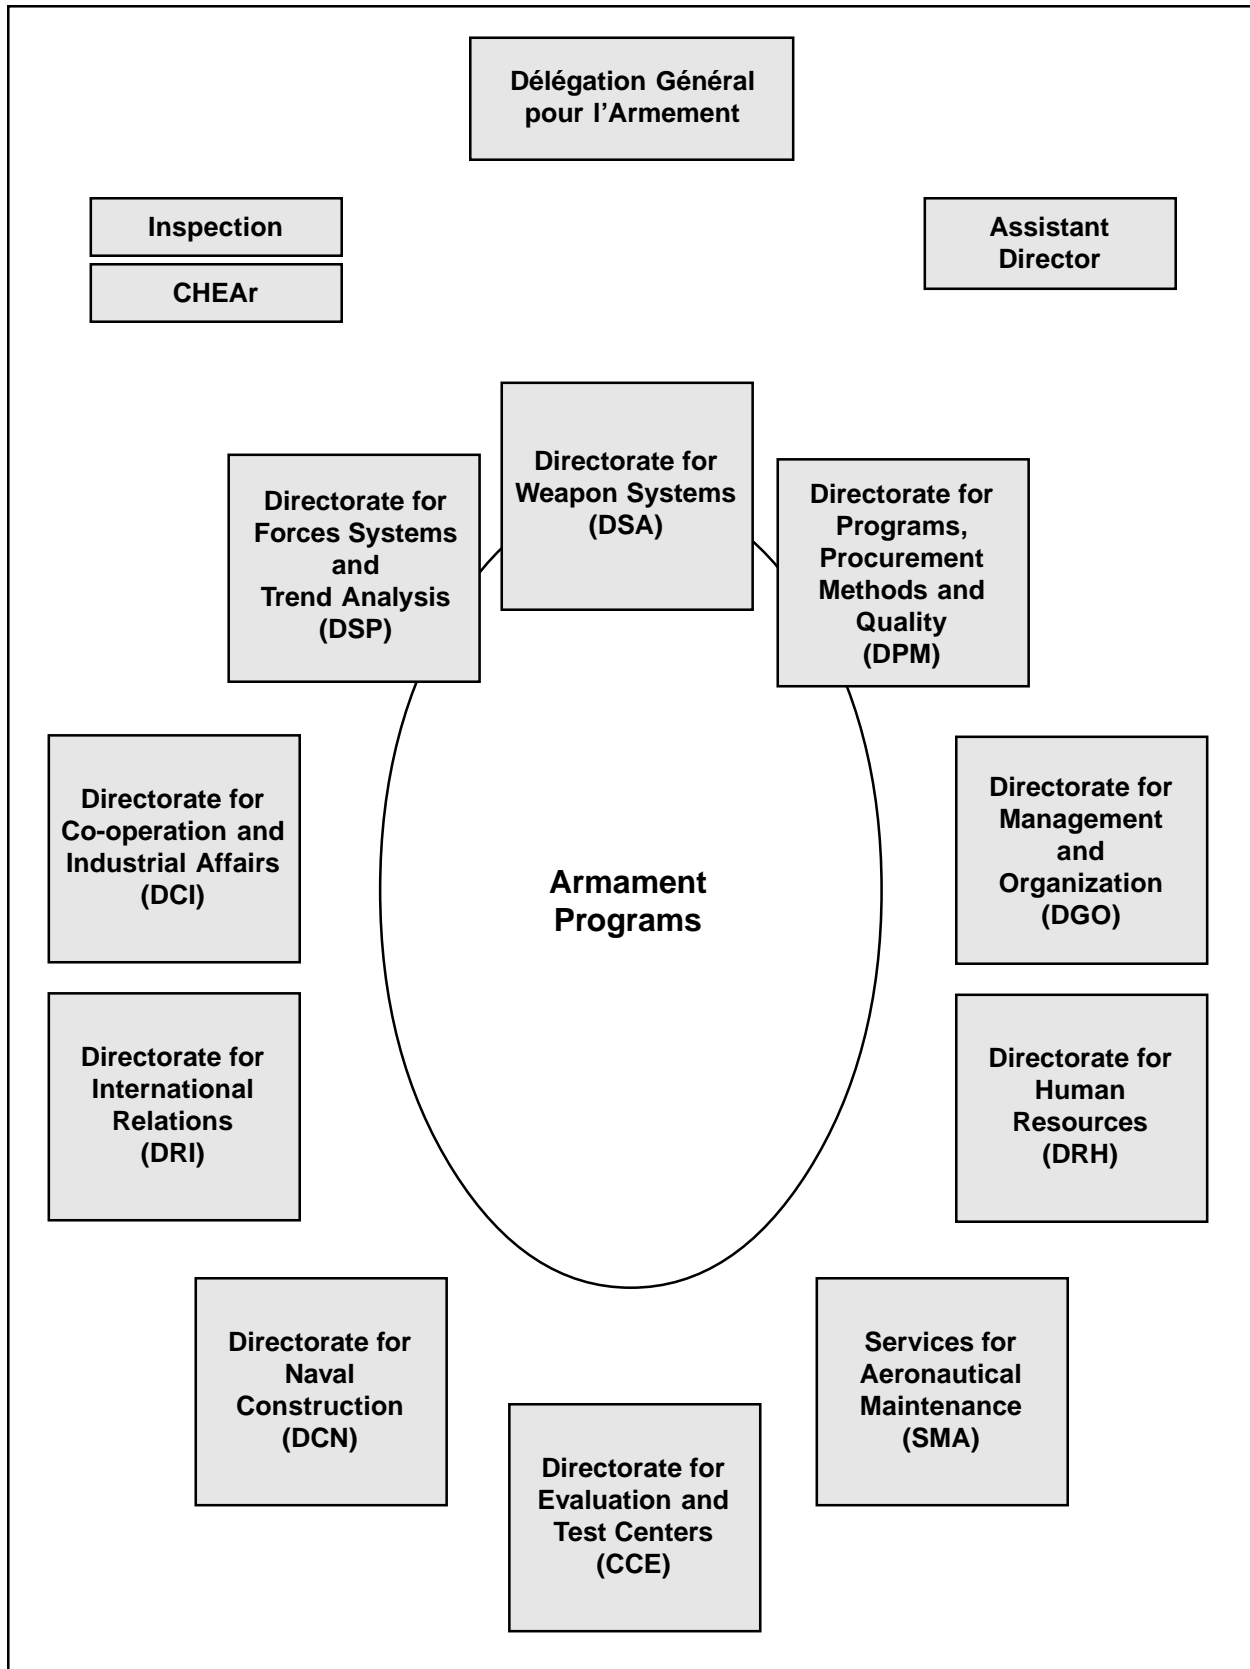 Délégation Général
pour l'Armement
Inspection
CHEAr
Assistant
Director
Directorate for
Weapon Systems
(DSA)
Directorate for
Forces Systems
and
Trend Analysis
(DSP)
Directorate for
Programs,
Procurement
Methods and
Quality
(DPM)
Directorate for
Co-operation and
Industrial Affairs
(DCI)
Armament
Programs
Directorate for
Management
and
Organization
(DGO)
Directorate for
International
Relations
(DRI)
Directorate for
Human
Resources
(DRH)
Directorate for
Naval
Construction
(DCN)
Directorate for
Evaluation and
Test Centers
(CCE)
Services for
Aeronautical
Maintenance
(SMA)